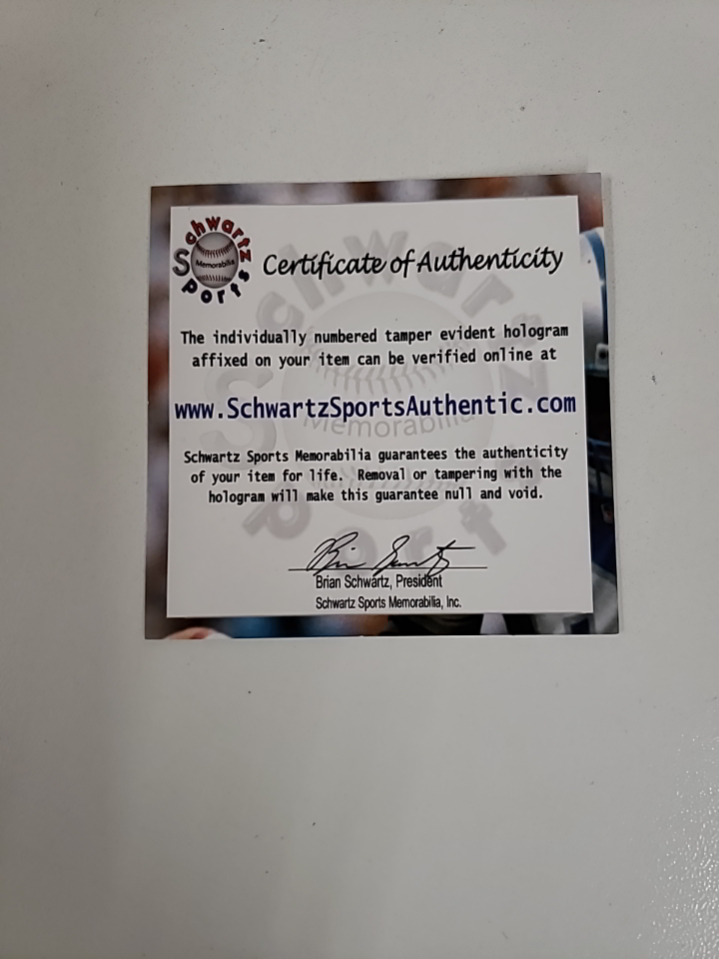 Schwartz
Memorabilia
Sports
Certificate of Authenticity
The individually numbered tamper evident hologram
affixed on your item can be verified online at
www.SchwartzSportsAuthentic.com
Schwartz Sports Memorabilia guarantees the authenticity
of your item for life. Removal or tampering with the
hologram will make this guarantee null and void.
Brian Schwartz
Brian Schwartz, President
Schwartz Sports Memorabilia, Inc.